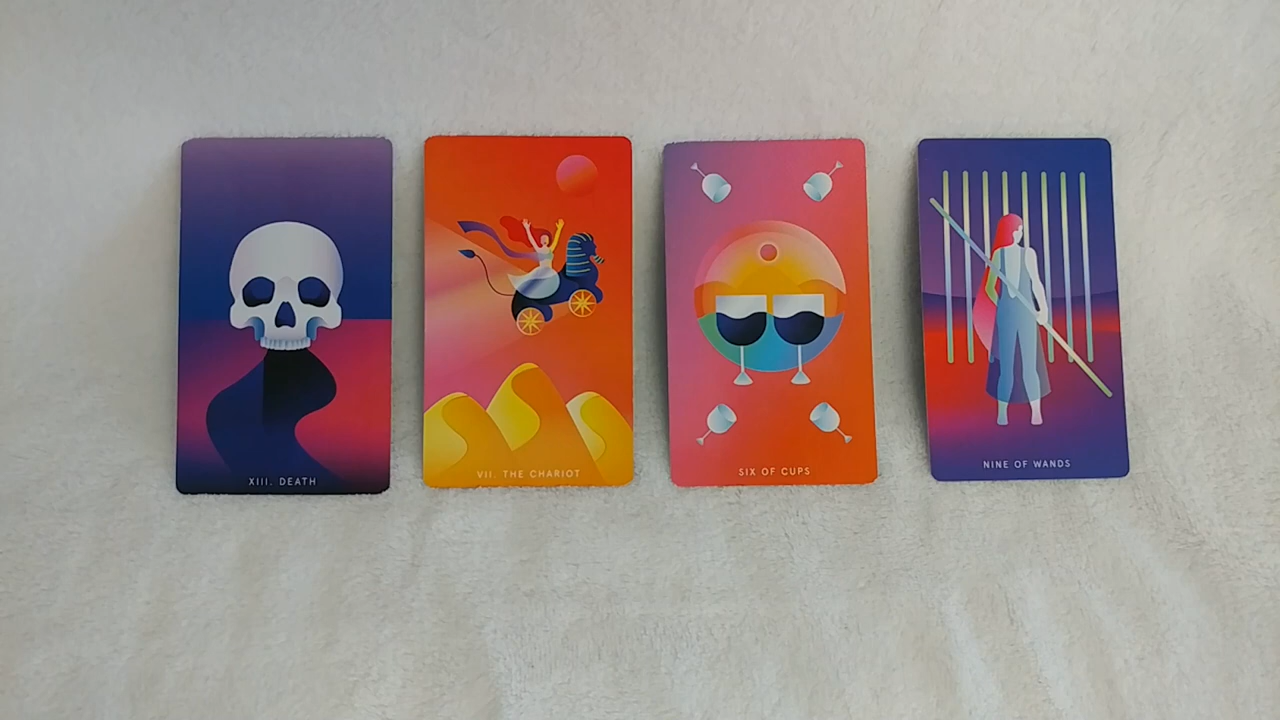 XIII. DEATH
VII. THE CHARIOT
SIX OF CUPS
NINE OF WANDS